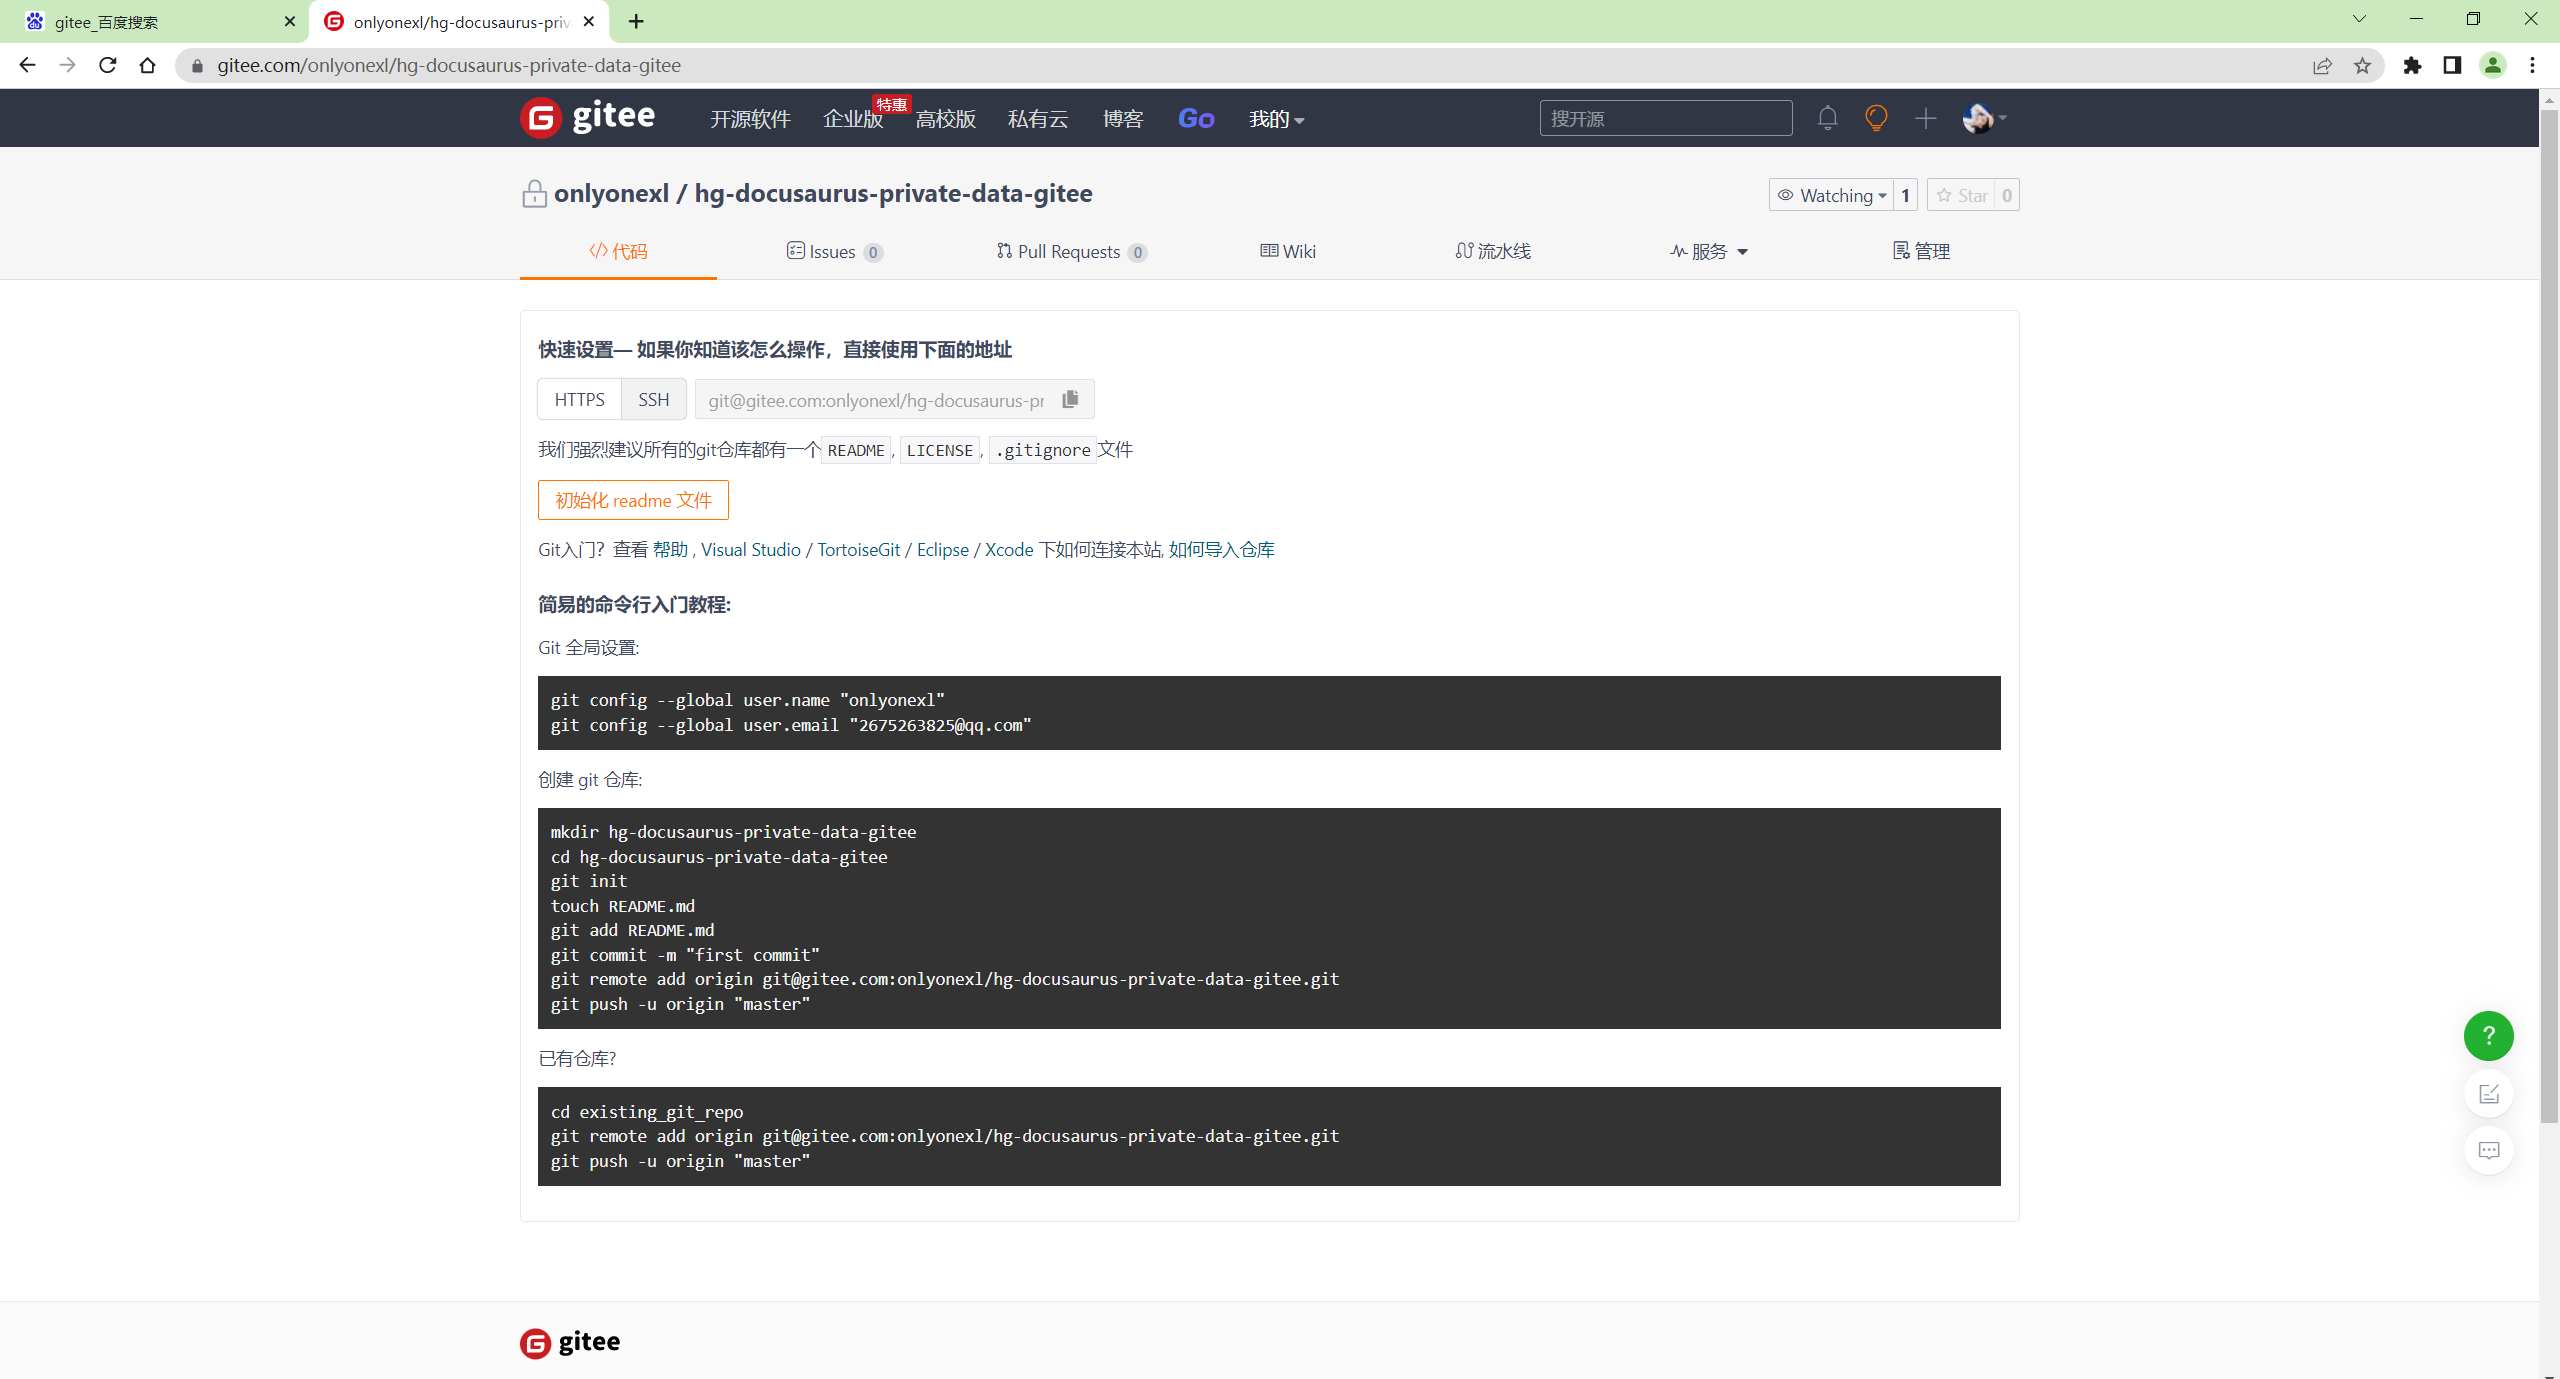 gitee_百度搜索
onlyonexl/hg-docusaurus-priv
gitee.com/onlyonexl/hg-docusaurus-private-data-gitee
gitee 开源软件 企业版 特惠 高校版 私有云 博客 Go 我的 搜开源
onlyonexl / hg-docusaurus-private-data-gitee
Watching 1 Star 0
代码 Issues 0 Pull Requests 0 Wiki 流水线 服务 管理
快速设置— 如果你知道该怎么操作，直接使用下面的地址
HTTPS SSH git@gitee.com:onlyonexl/hg-docusaurus-pr
我们强烈建议所有的git仓库都有一个 README, LICENSE, .gitignore 文件
初始化 readme 文件
Git入门？查看 帮助 , Visual Studio / TortoiseGit / Eclipse / Xcode 下如何连接本站, 如何导入仓库
简易的命令行入门教程:
Git 全局设置:
git config --global user.name "onlyonexl"
git config --global user.email "2675263825@qq.com"
创建 git 仓库:
mkdir hg-docusaurus-private-data-gitee
cd hg-docusaurus-private-data-gitee
git init
touch README.md
git add README.md
git commit -m "first commit"
git remote add origin git@gitee.com:onlyonexl/hg-docusaurus-private-data-gitee.git
git push -u origin "master"
已有仓库?
cd existing_git_repo
git remote add origin git@gitee.com:onlyonexl/hg-docusaurus-private-data-gitee.git
git push -u origin "master"
?
gitee